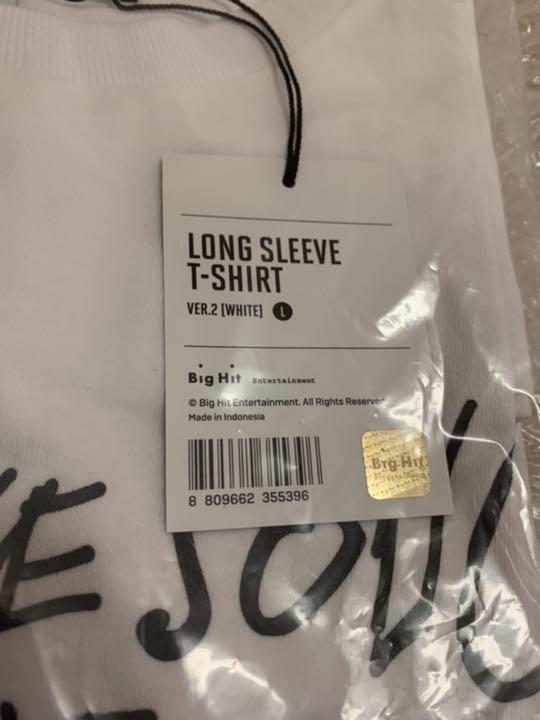 LONG SLEEVE
T-SHIRT
VER.2 [WHITE] L
Big Hit Entertainment
© Big Hit Entertainment. All Rights Reserved
Made in Indonesia
8 809662 355396
Big Hit